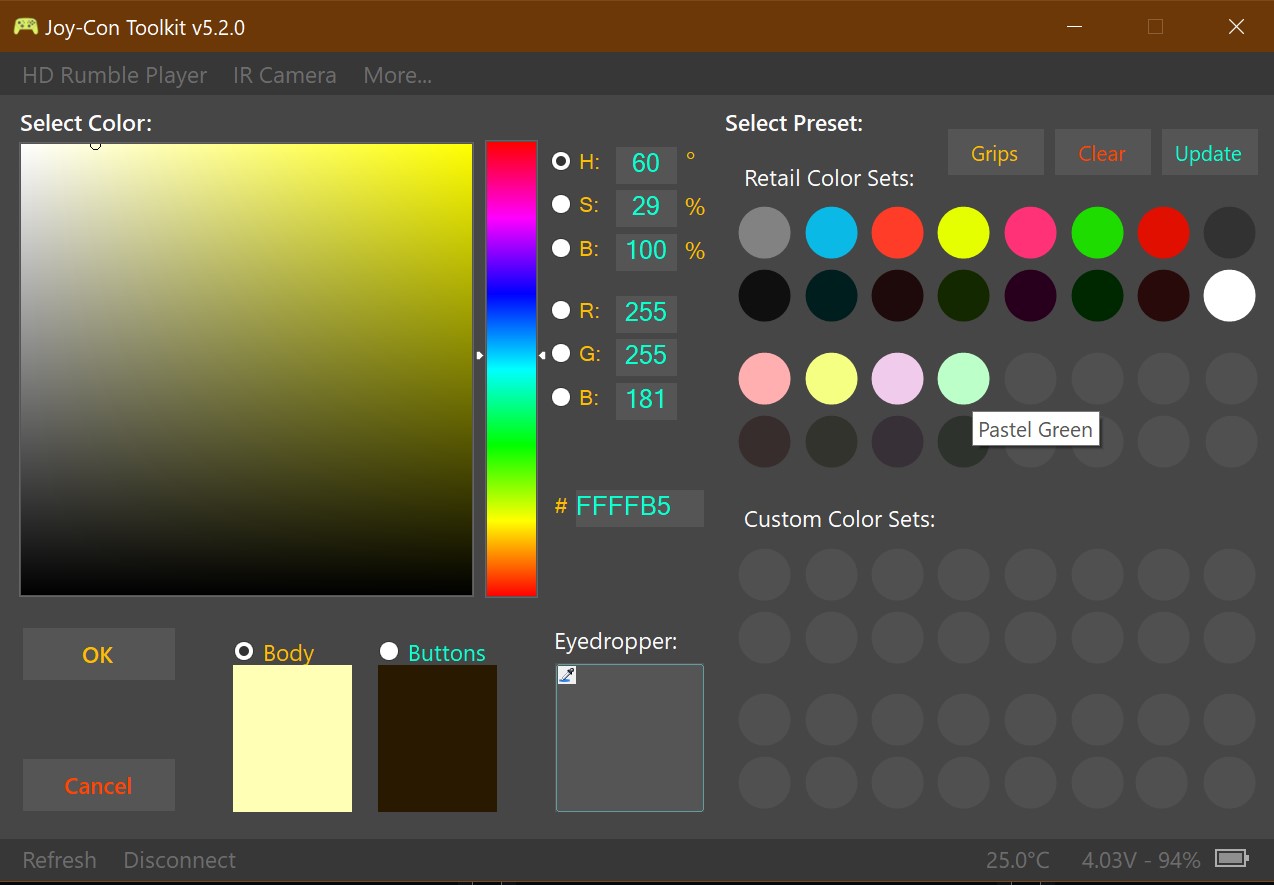 Joy-Con Toolkit v5.2.0
HD Rumble Player IR Camera More...
Select Color:
H: 60 °
S: 29 %
B: 100 %
R: 255
G: 255
B: 181
# FFFFB5
Select Preset:
Grips Clear Update
Retail Color Sets:
Pastel Green
Custom Color Sets:
OK
Cancel
Body Buttons
Eyedropper:
Refresh Disconnect
25.0°C 4.03V - 94%